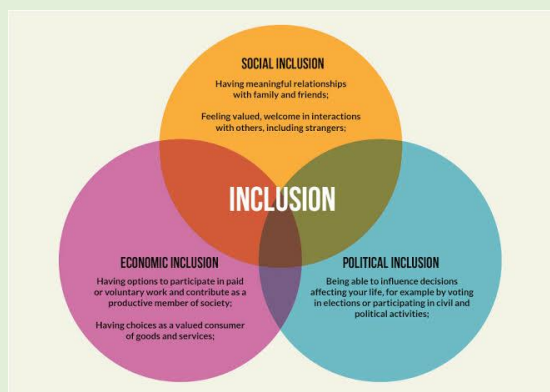 SOCIAL INCLUSION
Having meaningful relationships
with family and friends;
Feeling valued, welcome in interactions
with others, including strangers;
INCLUSION
ECONOMIC INCLUSION
Having options to participate in paid
or voluntary work and contribute as a
productive member of society;
Having choices as a valued consumer
of goods and services;
POLITICAL INCLUSION
Being able to influence decisions
affecting your life, for example by voting
in elections or participating in civil and
political activities;